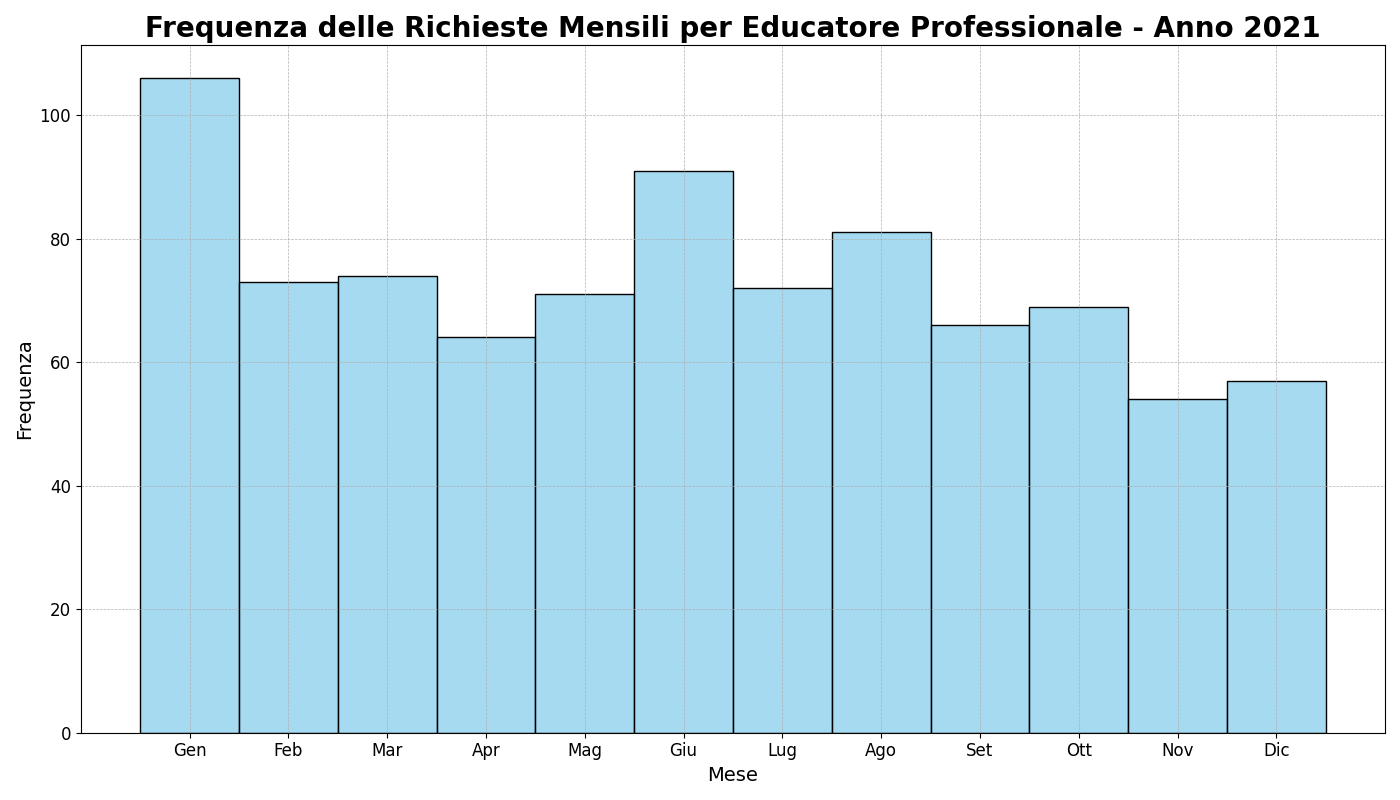 Frequenza delle Richieste Mensili per Educatore Professionale - Anno 2021
Frequenza
100
80
60
40
20
0
Gen Feb Mar Apr Mag Giu Lug Ago Set Ott Nov Dic
Mese